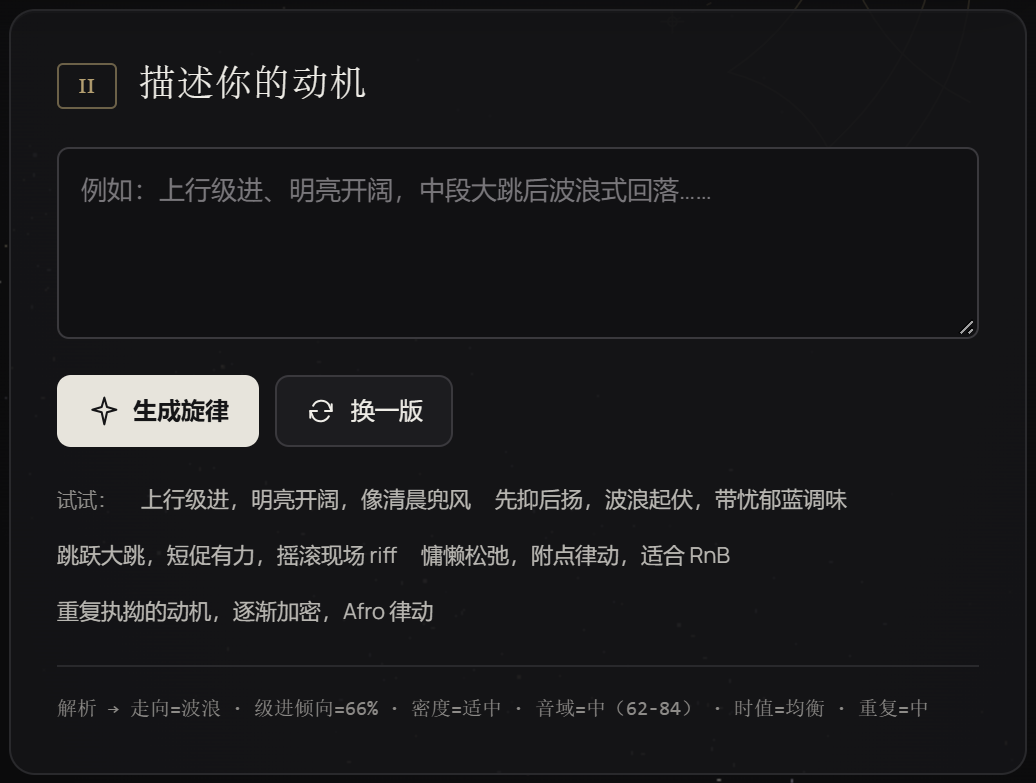 II 描述你的动机
例如：上行级进、明亮开阔，中段大跳后波浪式回落……
生成旋律 换一版
试试： 上行级进，明亮开阔，像清晨兜风 先抑后扬，波浪起伏，带忧郁蓝调味
跳跃大跳，短促有力，摇滚现场 riff 慵懒松弛，附点律动，适合 RnB
重复执拗的动机，逐渐加密，Afro 律动
解析 → 走向=波浪 · 级进倾向=66% · 密度=适中 · 音域=中（62-84） · 时值=均衡 · 重复=中